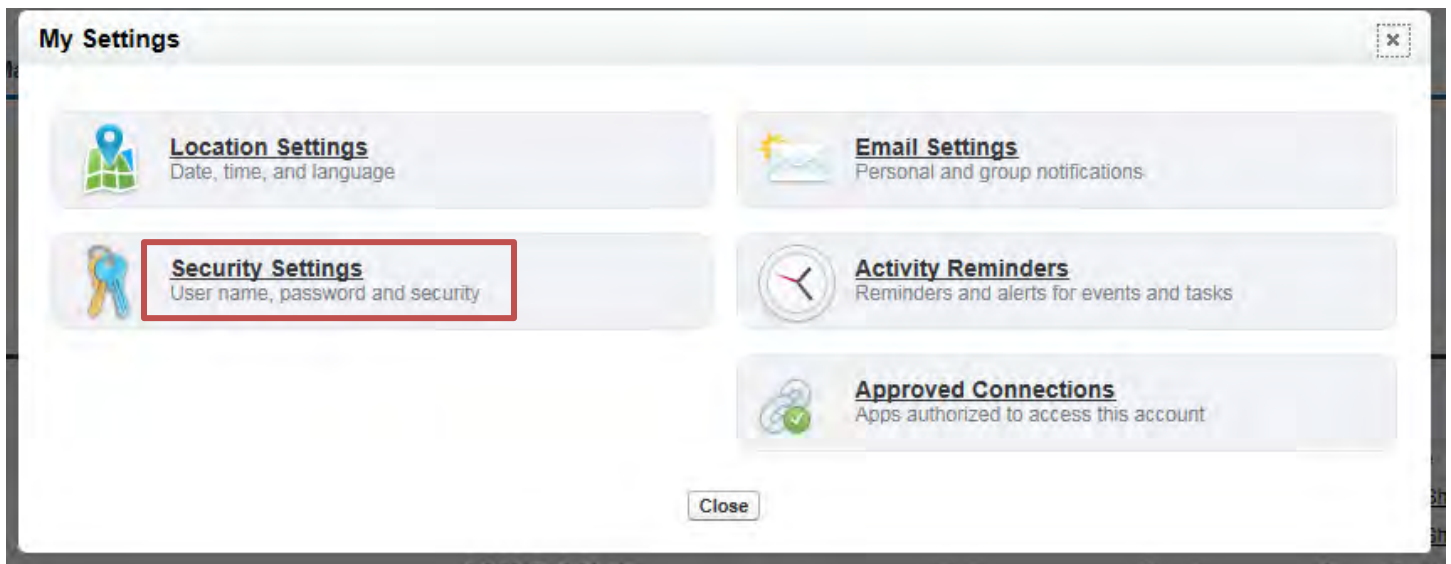 My Settings
Location Settings
Date, time, and language
Email Settings
Personal and group notifications
Security Settings
User name, password and security
Activity Reminders
Reminders and alerts for events and tasks
Approved Connections
Apps authorized to access this account
Close